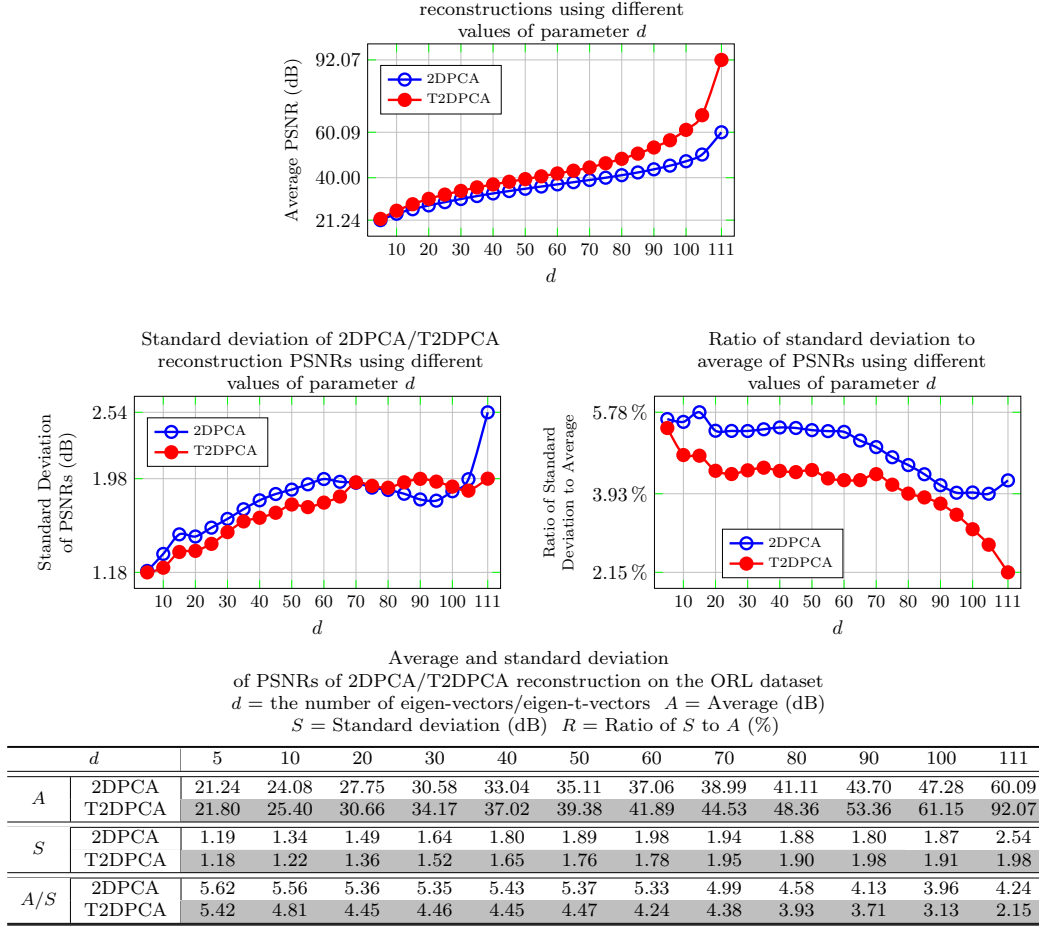 reconstructions using different
values of parameter d
Average PSNR (dB)
92.07
60.09
40.00
21.24
2DPCA
T2DPCA
10 20 30 40 50 60 70 80 90 100 111
d
Standard deviation of 2DPCA/T2DPCA
reconstruction PSNRs using different
values of parameter d
Standard Deviation
of PSNRs (dB)
2.54
1.98
1.18
2DPCA
T2DPCA
10 20 30 40 50 60 70 80 90 100 111
d
Ratio of standard deviation to
average of PSNRs using different
values of parameter d
Ratio of Standard
Deviation to Average
5.78 %
3.93 %
2.15 %
2DPCA
T2DPCA
10 20 30 40 50 60 70 80 90 100 111
d
Average and standard deviation
of PSNRs of 2DPCA/T2DPCA reconstruction on the ORL dataset
d = the number of eigen-vectors/eigen-t-vectors A = Average (dB)
S = Standard deviation (dB) R = Ratio of S to A (%)
d 5 10 20 30 40 50 60 70 80 90 100 111
A
2DPCA 21.24 24.08 27.75 30.58 33.04 35.11 37.06 38.99 41.11 43.70 47.28 60.09
T2DPCA 21.80 25.40 30.66 34.17 37.02 39.38 41.89 44.53 48.36 53.36 61.15 92.07
S
2DPCA 1.19 1.34 1.49 1.64 1.80 1.89 1.98 1.94 1.88 1.80 1.87 2.54
T2DPCA 1.18 1.22 1.36 1.52 1.65 1.76 1.78 1.95 1.90 1.98 1.91 1.98
A/S
2DPCA 5.62 5.56 5.36 5.35 5.43 5.37 5.33 4.99 4.58 4.13 3.96 4.24
T2DPCA 5.42 4.81 4.45 4.46 4.45 4.47 4.24 4.38 3.93 3.71 3.13 2.15